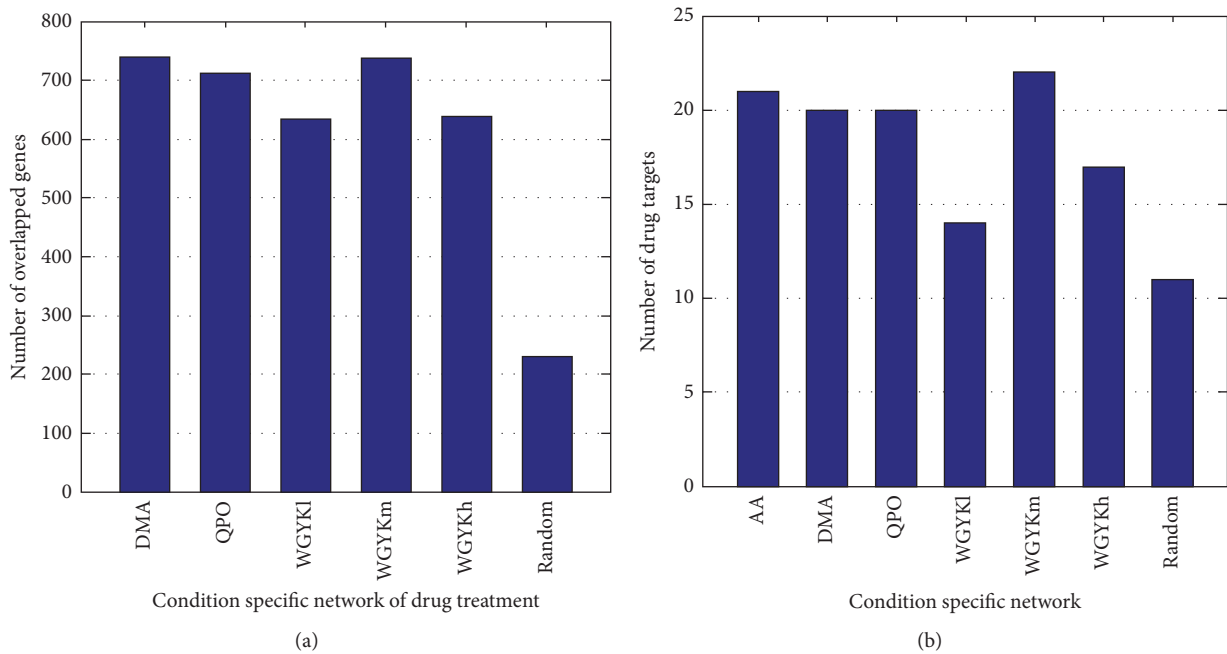 800
700
600
500
400
300
200
100
0
Number of overlapped genes
DMA
QPO
WGYKl
WGYKm
WGYKh
Random
Condition specific network of drug treatment
(a)
25
20
15
10
5
0
Number of drug targets
AA
DMA
QPO
WGYKl
WGYKm
WGYKh
Random
Condition specific network
(b)